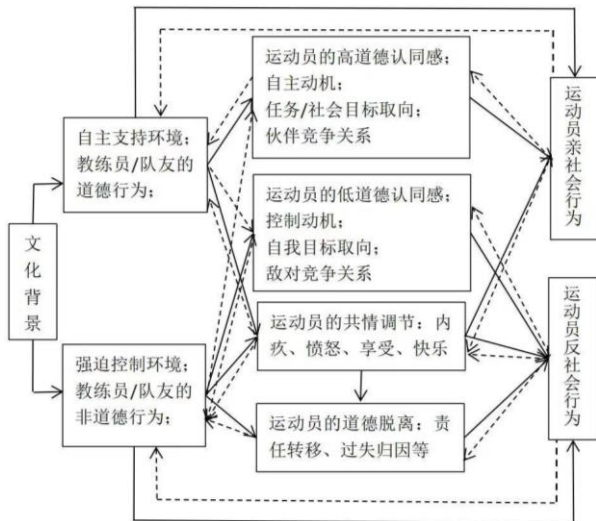 运动员的高道德认同感；
自主动机；
任务/社会目标取向；
伙伴竞争关系
自主支持环境；
教练员/队友的
道德行为；
运动员的低道德认同感；
控制动机；
自我目标取向；
敌对竞争关系
文
化
背
景
强迫控制环境；
教练员/队友的
非道德行为；
运动员的共情调节：内
疚、愤怒、享受、快乐
运动员的道德脱离：责
任转移、过失归因等
运动员亲社会行为
运动员反社会行为